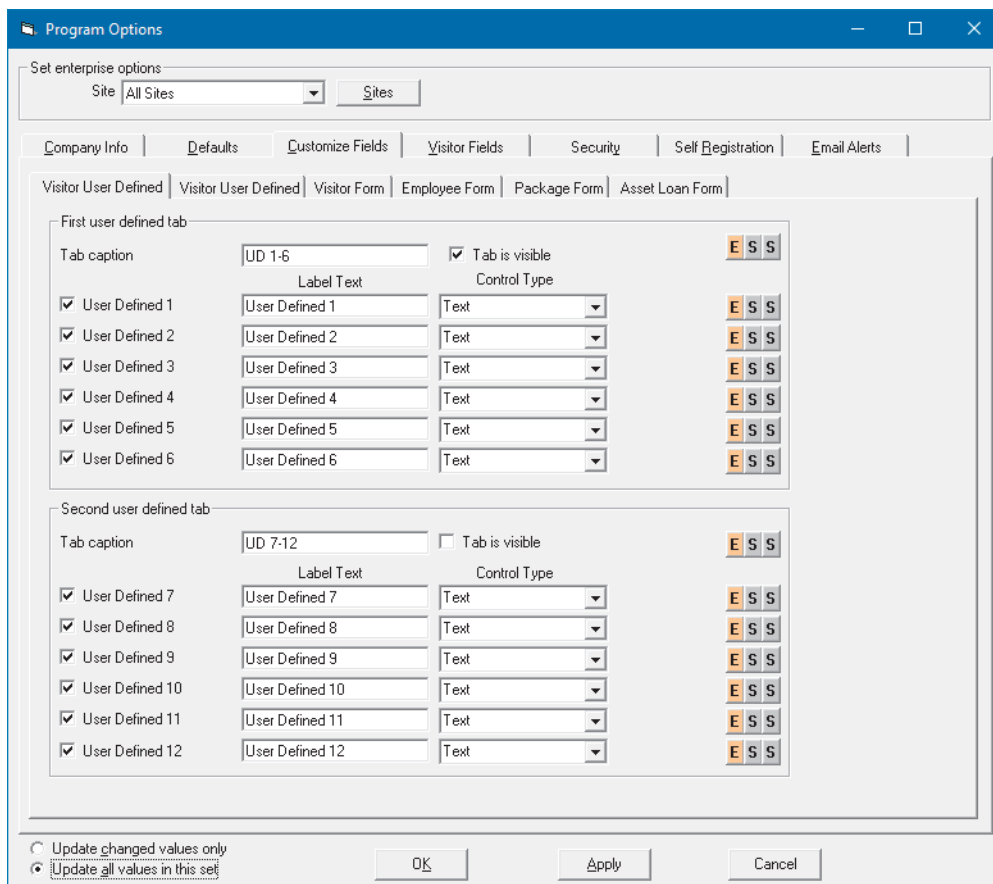 Program Options
Set enterprise options
Site All Sites Sites
Company Info Defaults Customize Fields Visitor Fields Security Self Registration Email Alerts
Visitor User Defined Visitor User Defined Visitor Form Employee Form Package Form Asset Loan Form
First user defined tab
Tab caption UD 1-6 Tab is visible E S S
Label Text Control Type
User Defined 1 User Defined 1 Text E S S
User Defined 2 User Defined 2 Text E S S
User Defined 3 User Defined 3 Text E S S
User Defined 4 User Defined 4 Text E S S
User Defined 5 User Defined 5 Text E S S
User Defined 6 User Defined 6 Text E S S
Second user defined tab
Tab caption UD 7-12 Tab is visible E S S
Label Text Control Type
User Defined 7 User Defined 7 Text E S S
User Defined 8 User Defined 8 Text E S S
User Defined 9 User Defined 9 Text E S S
User Defined 10 User Defined 10 Text E S S
User Defined 11 User Defined 11 Text E S S
User Defined 12 User Defined 12 Text E S S
Update changed values only
Update all values in this set OK Apply Cancel